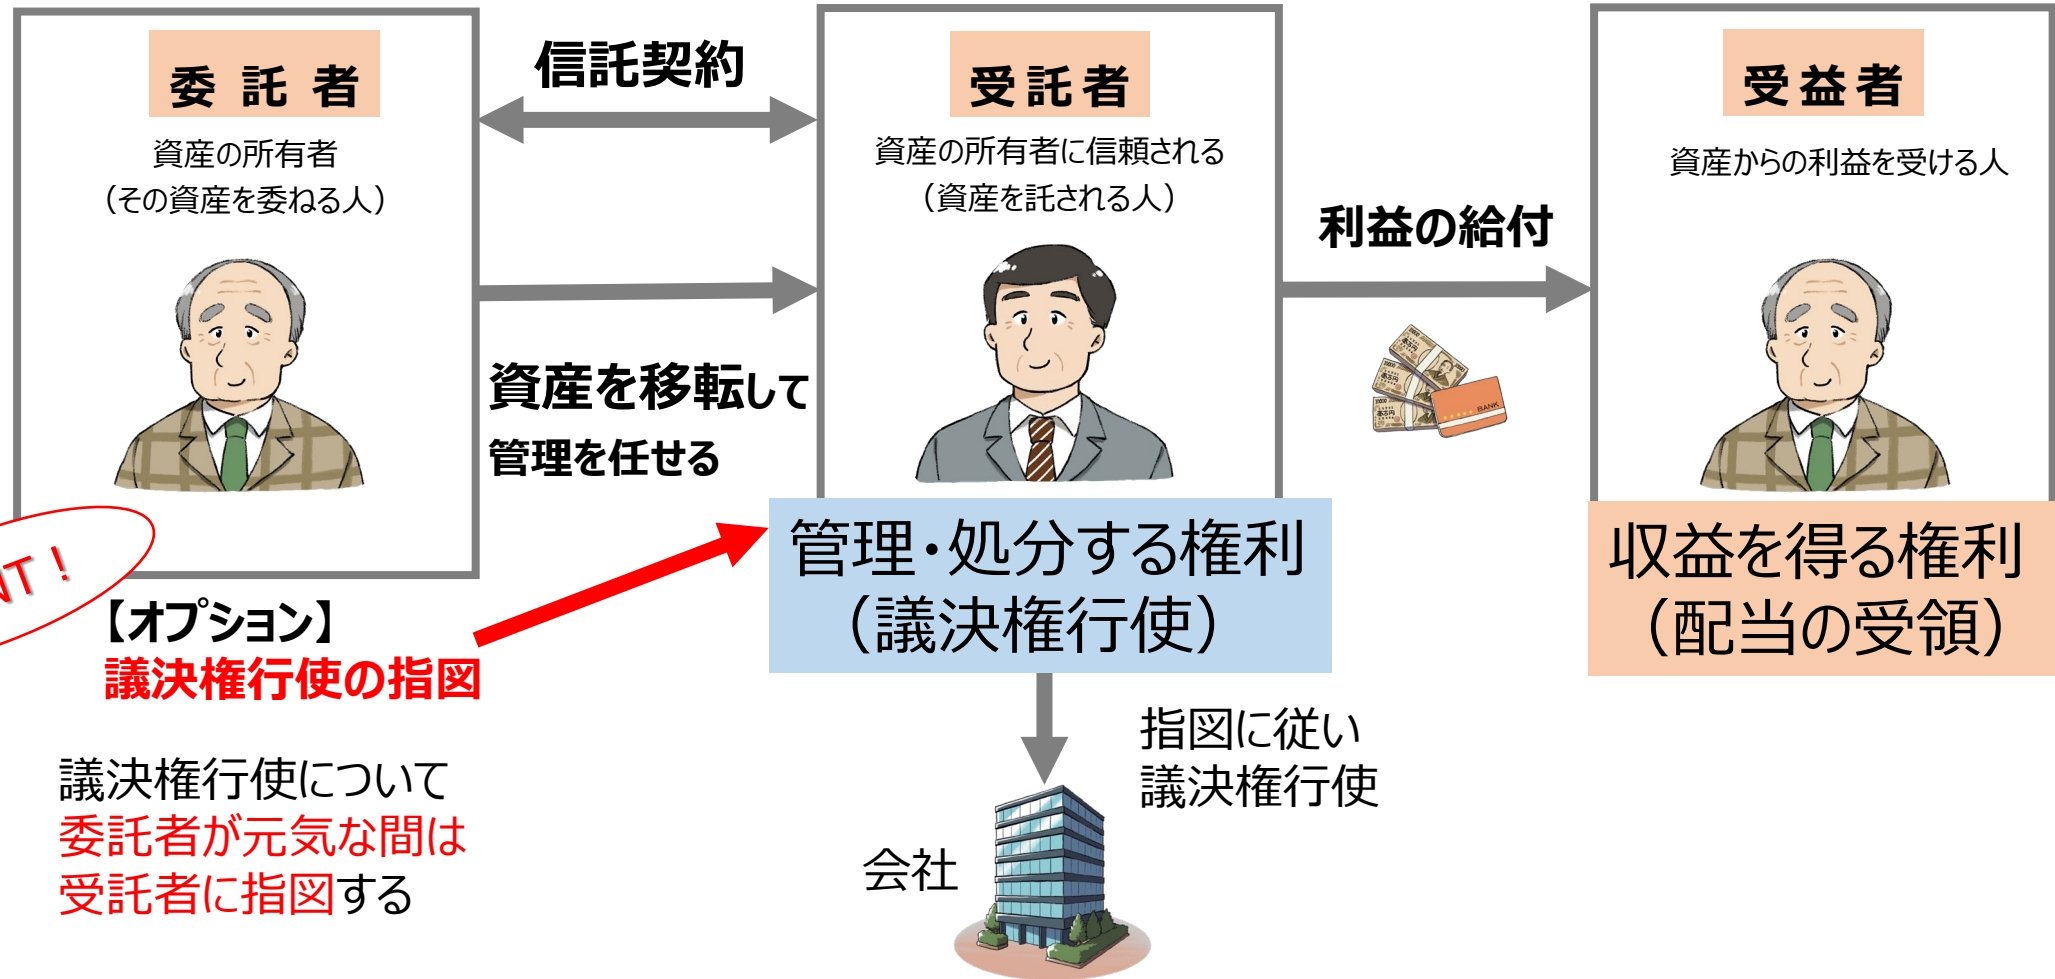 委託者
資産の所有者
（その資産を委ねる人）
信託契約
資産を移転して
管理を任せる
受託者
資産の所有者に信頼される
（資産を託される人）
利益の給付
BANK
受益者
資産からの利益を受ける人
NT！
【オプション】
議決権行使の指図
議決権行使について
委託者が元気な間は
受託者に指図する
管理・処分する権利
（議決権行使）
指図に従い
議決権行使
会社
収益を得る権利
（配当の受領）